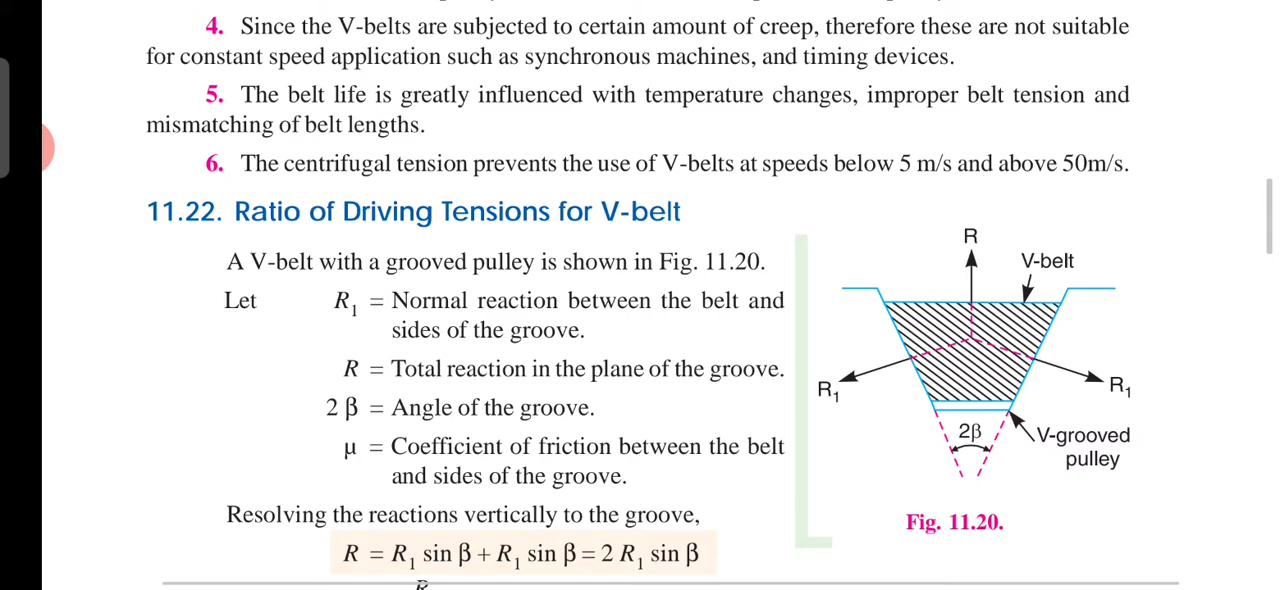 4. Since the V-belts are subjected to certain amount of creep, therefore these are not suitable
for constant speed application such as synchronous machines, and timing devices.
5. The belt life is greatly influenced with temperature changes, improper belt tension and
mismatching of belt lengths.
6. The centrifugal tension prevents the use of V-belts at speeds below 5 m/s and above 50m/s.
11.22. Ratio of Driving Tensions for V-belt
A V-belt with a grooved pulley is shown in Fig. 11.20.
Let R₁ = Normal reaction between the belt and
sides of the groove.
R = Total reaction in the plane of the groove.
2 β = Angle of the groove.
μ = Coefficient of friction between the belt
and sides of the groove.
Resolving the reactions vertically to the groove,
R = R₁ sin β + R₁ sin β = 2 R₁ sin β
R
V-belt
R₁
R₁
2β
V-grooved
pulley
Fig. 11.20.